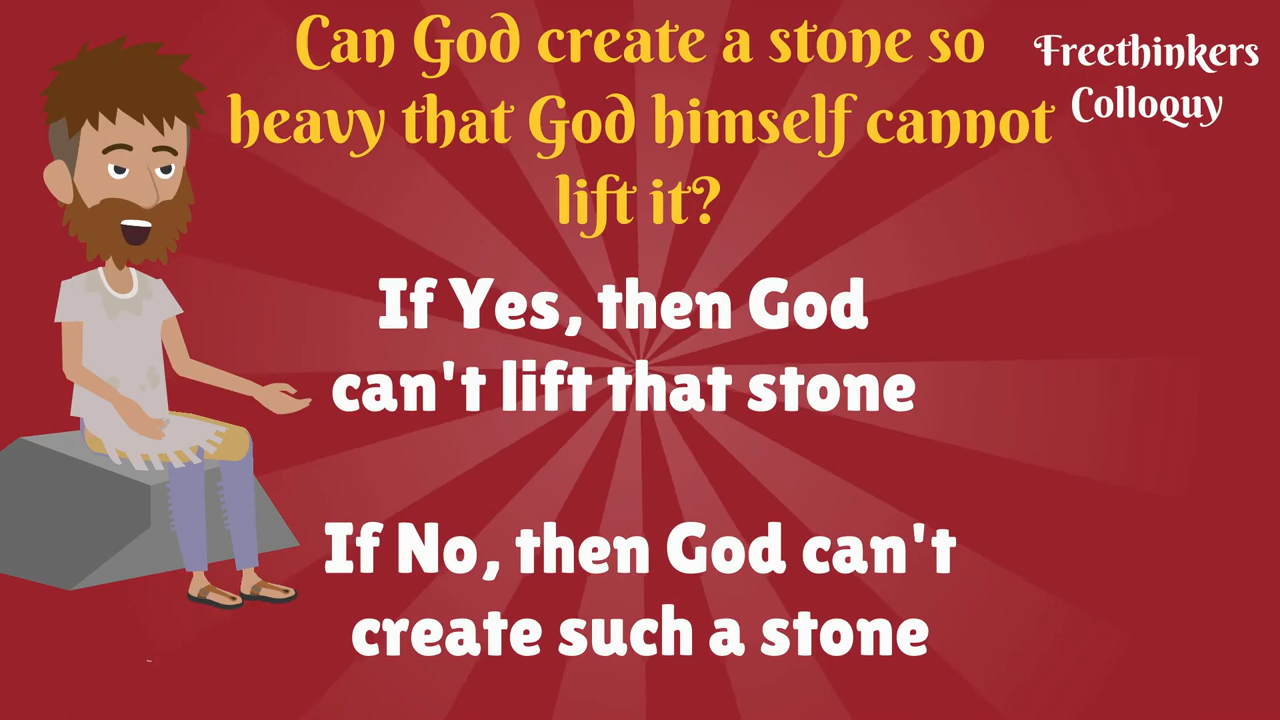 Can God create a stone so
heavy that God himself cannot
lift it?
Freethinkers
Colloquy
If Yes, then God
can't lift that stone
If No, then God can't
create such a stone